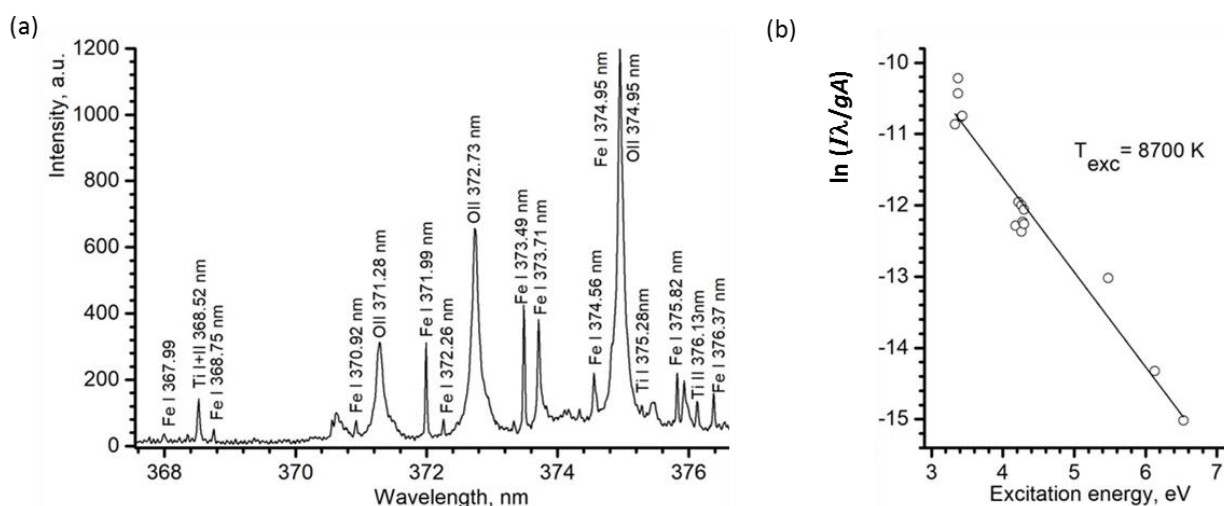 (a)
Intensity, a.u.
1200
1000
800
600
400
200
0
Fe I 367.99
Ti I+II 368.52 nm
Fe I 368.75 nm
Fe I 370.92 nm
OII 371.28 nm
Fe I 371.99 nm
Fe I 372.26 nm
OII 372.73 nm
Fe I 373.49 nm
Fe I 373.71 nm
Fe I 374.56 nm
Fe I 374.95 nm
OII 374.95 nm
Ti I 375.28nm
Fe I 375.82 nm
Ti II 376.13nm
Fe I 376.37 nm
368 370 372 374 376
Wavelength, nm
(b)
ln (Iλ/gA)
-10
-11
-12
-13
-14
-15
T_exc = 8700 K
3 4 5 6 7
Excitation energy, eV